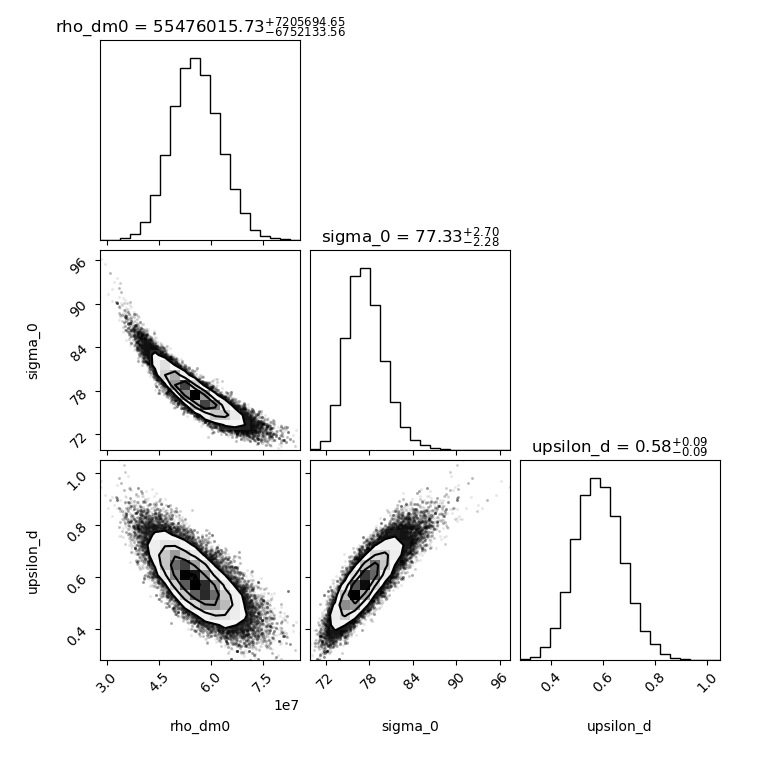 rho_dm0 = 55476015.73+7205694.65 −6752133.56
sigma_0 = 77.33+2.70 −2.28
96
90
84
78
72
sigma_0
upsilon_d = 0.58+0.09 −0.09
1.0
0.8
0.6
0.4
upsilon_d
3.0 4.5 6.0 7.5
1e7
rho_dm0
72 78 84 90 96
sigma_0
0.4 0.6 0.8 1.0
upsilon_d